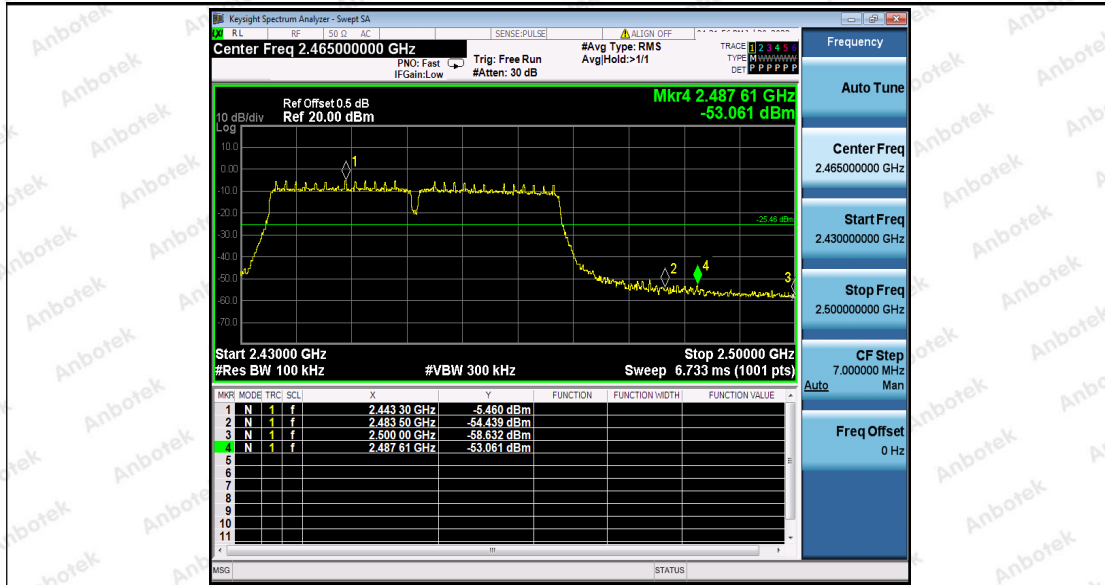 Keysight Spectrum Analyzer - Swept SA
RL RF 50 Ω AC SENSE:PULSE ALIGN OFF
Center Freq 2.465000000 GHz
PNO: Fast
IFGain:Low
Trig: Free Run
#Atten: 30 dB
#Avg Type: RMS
Avg|Hold:>1/1
TRACE 1 2 3 4 5 6
TYPE M WWWWW
DET P P P P P P
Frequency
Auto Tune
Center Freq
2.465000000 GHz
Start Freq
2.430000000 GHz
Stop Freq
2.500000000 GHz
CF Step
7.000000 MHz
Auto Man
Freq Offset
0 Hz
Mkr4 2.487 61 GHz
-53.061 dBm
Ref Offset 0.5 dB
10 dB/div Ref 20.00 dBm
Log
10.0
0.00
-10.0
-20.0
-30.0
-40.0
-50.0
-60.0
-70.0
1
-25.46 dBm
2
4
3
Start 2.43000 GHz Stop 2.50000 GHz
#Res BW 100 kHz #VBW 300 kHz Sweep 6.733 ms (1001 pts)
MKR MODE TRC SCL X Y FUNCTION FUNCTION WIDTH FUNCTION VALUE
1 N 1 f 2.443 30 GHz -5.460 dBm
2 N 1 f 2.483 50 GHz -54.439 dBm
3 N 1 f 2.500 00 GHz -58.632 dBm
4 N 1 f 2.487 61 GHz -53.061 dBm
5
6
7
8
9
10
11
MSG STATUS
Anbotek